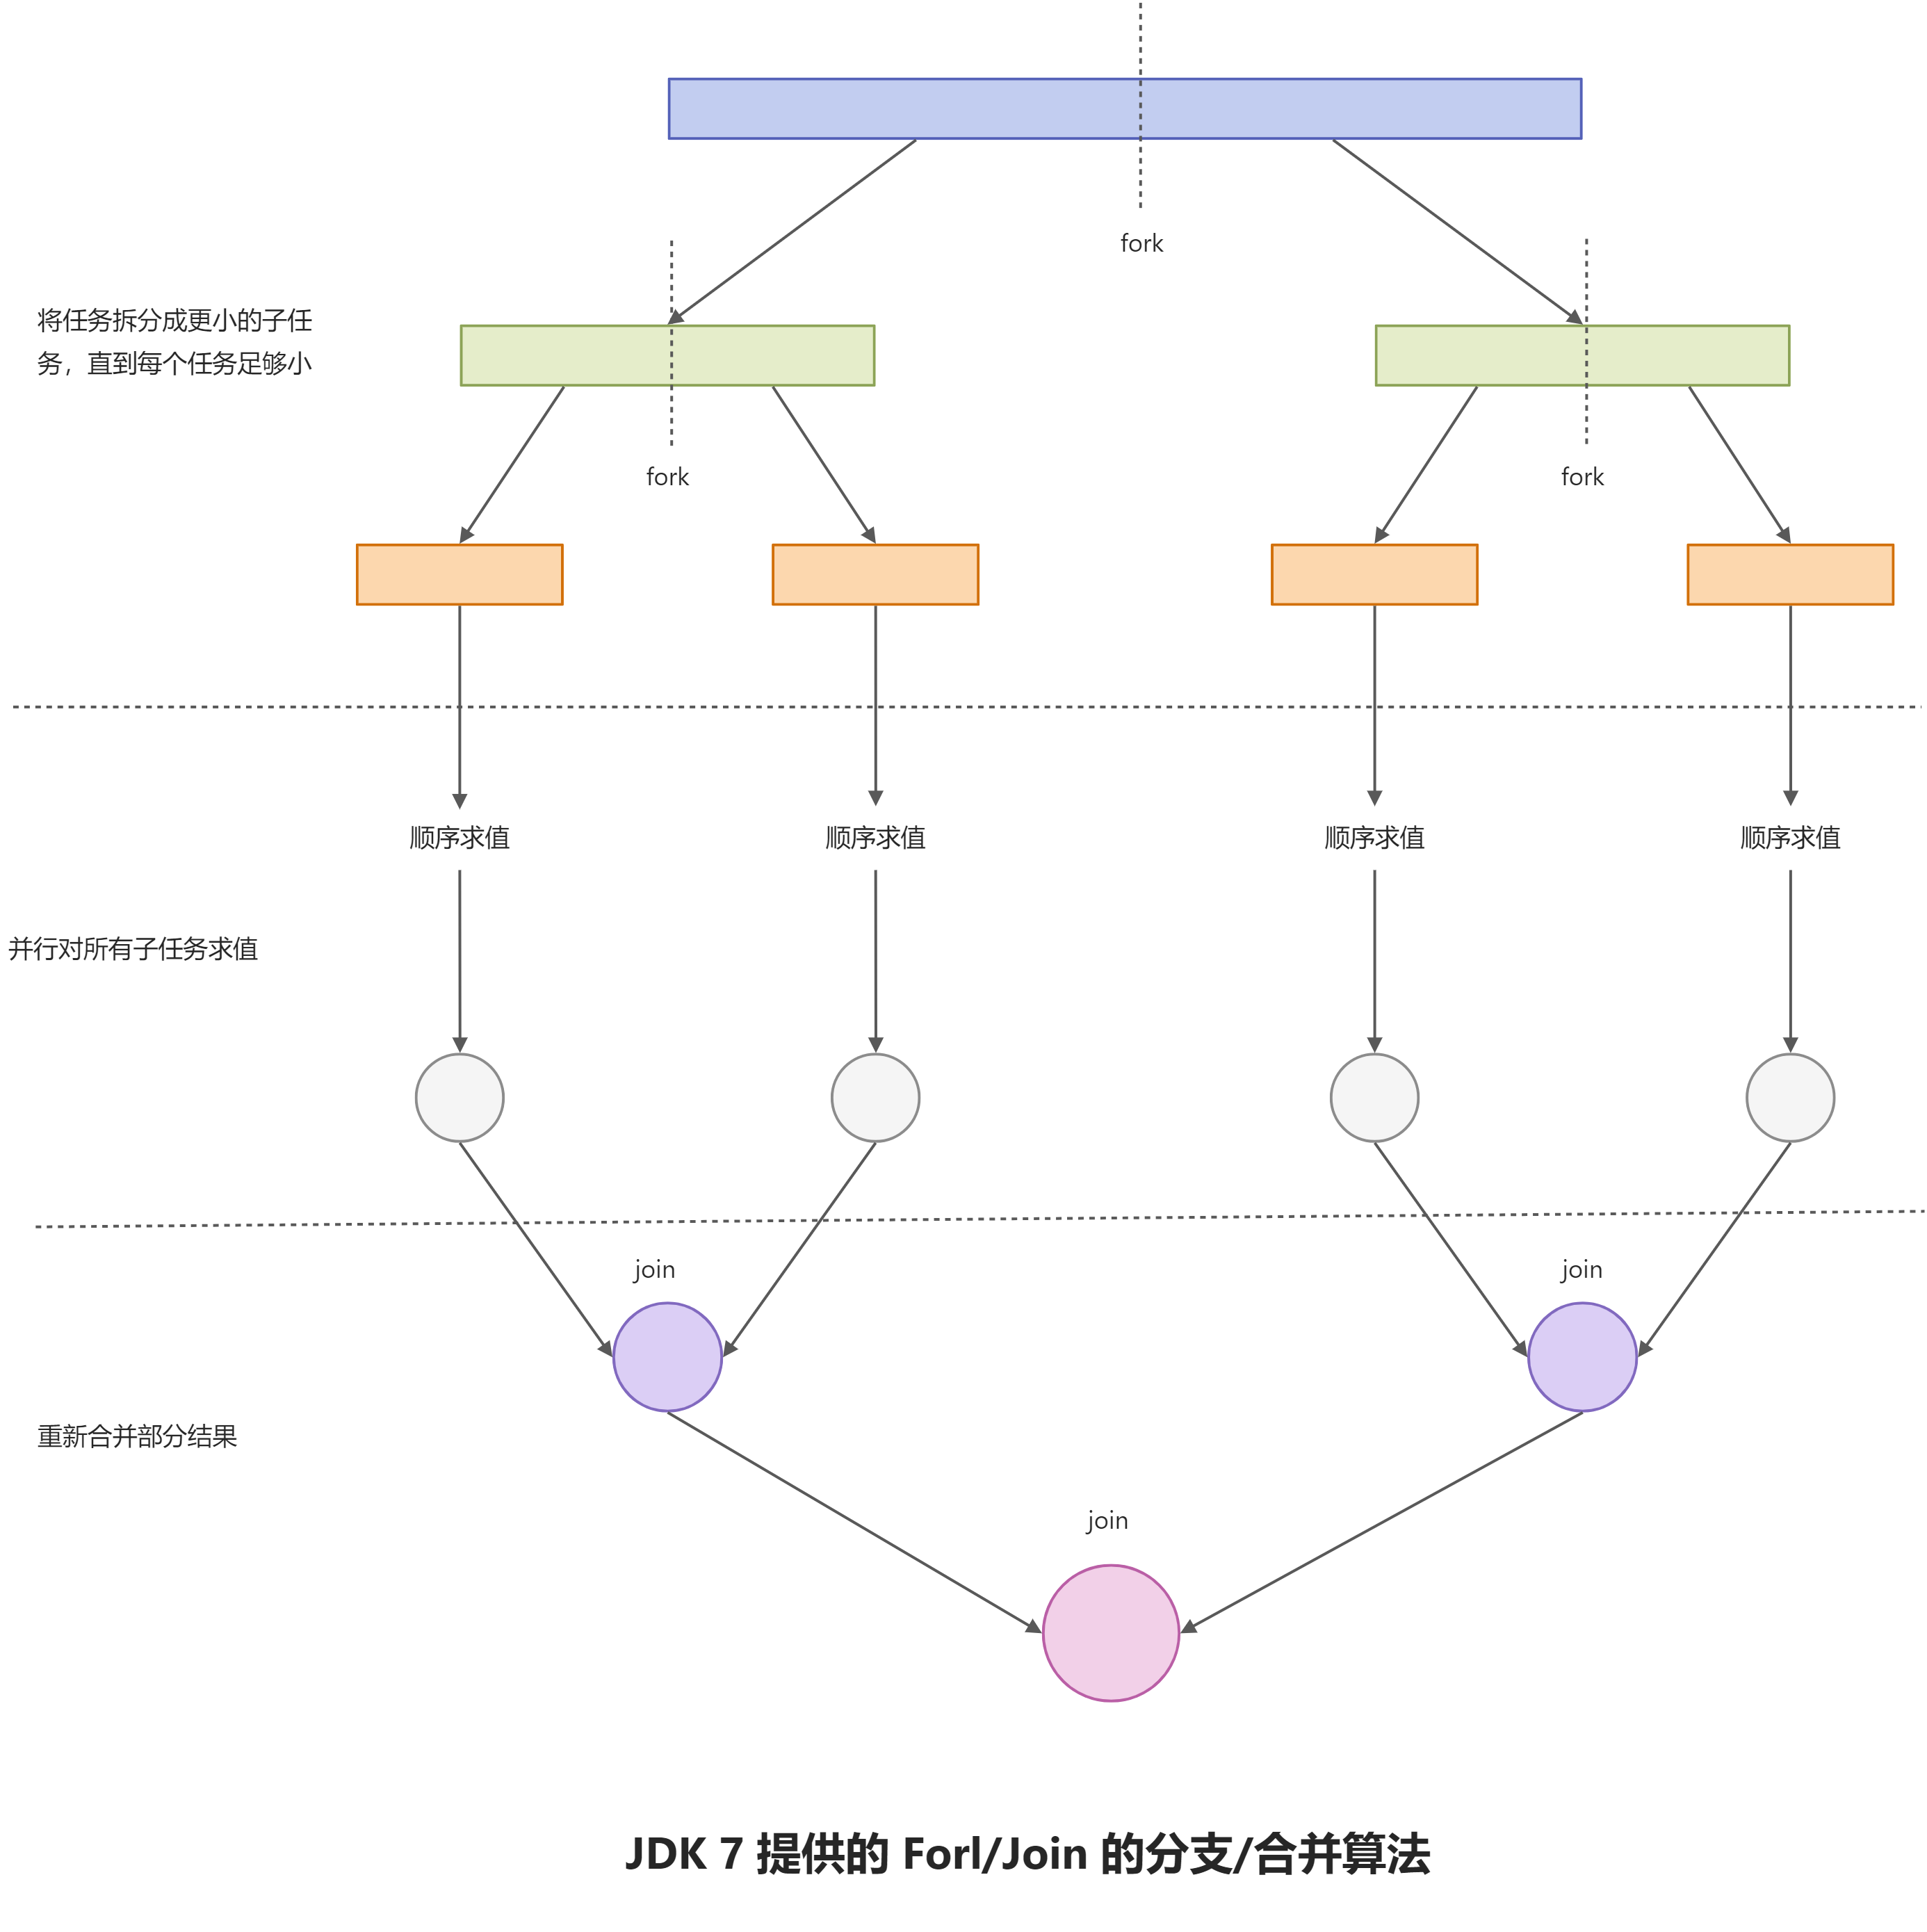 fork
将任务拆分成更小的子任
务，直到每个任务足够小
fork
fork
顺序求值
顺序求值
顺序求值
顺序求值
并行对所有子任务求值
join
join
重新合并部分结果
join
JDK 7 提供的 Forl/Join 的分支/合并算法